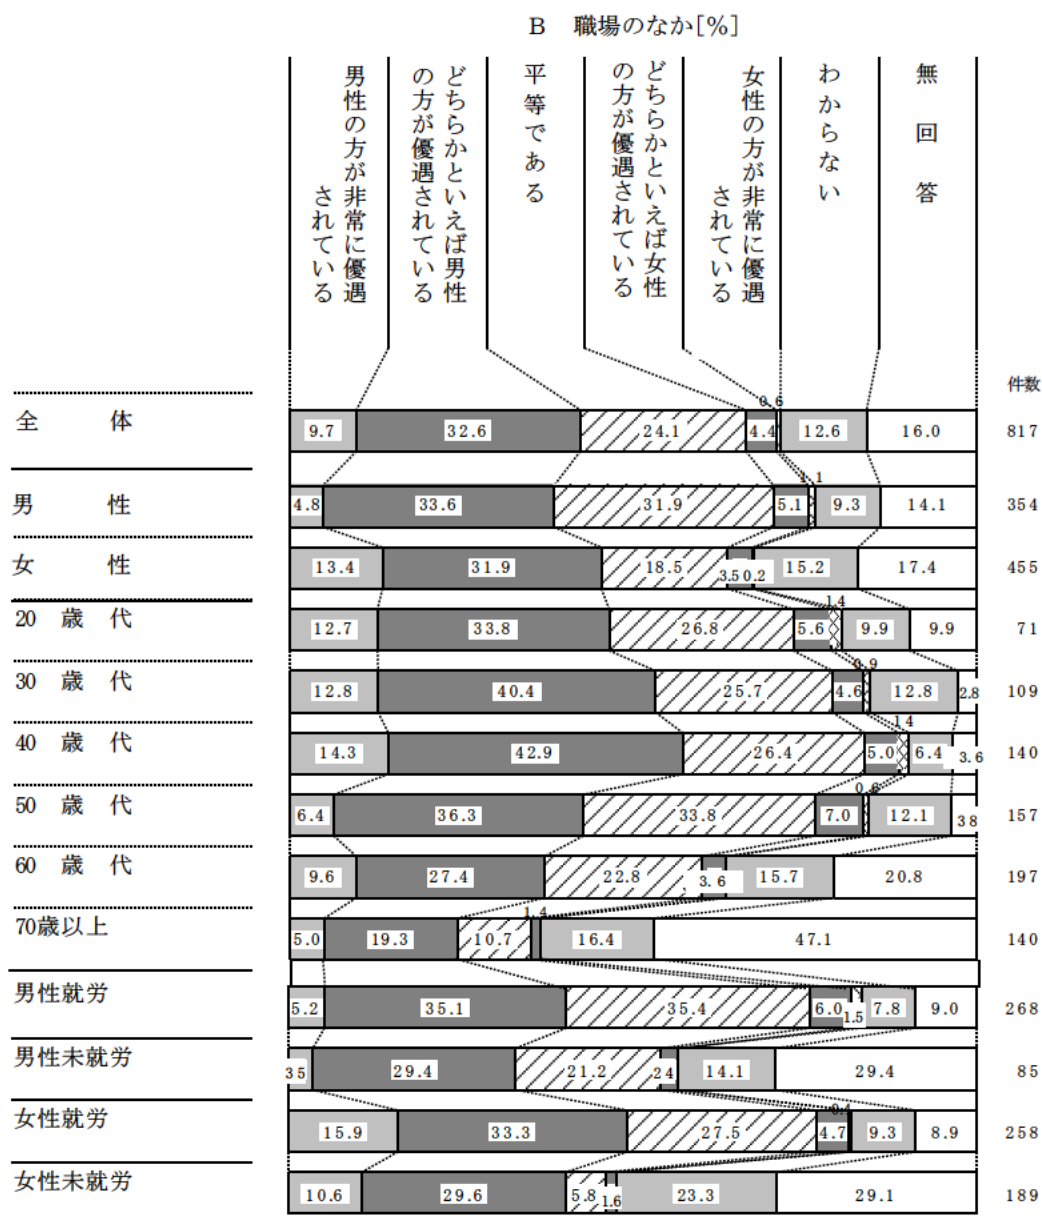 B 職場のなか[%]
男性の方が非常に優遇されている
どちらかといえば男性の方が優遇されている
平等である
どちらかといえば女性の方が優遇されている
女性の方が非常に優遇されている
わからない
無回答
件数
0.6
全体 9.7 32.6 24.1 4.4 12.6 16.0 817
1.1
男性 4.8 33.6 31.9 5.1 9.3 14.1 354
女性 13.4 31.9 18.5 3.5 0.2 15.2 17.4 455
1.4
20歳代 12.7 33.8 26.8 5.6 9.9 9.9 71
0.9
30歳代 12.8 40.4 25.7 4.6 12.8 2.8 109
1.4
40歳代 14.3 42.9 26.4 5.0 6.4 3.6 140
0.6
50歳代 6.4 36.3 33.8 7.0 12.1 38 157
60歳代 9.6 27.4 22.8 3.6 15.7 20.8 197
1.4
70歳以上 5.0 19.3 10.7 16.4 47.1 140
男性就労 5.2 35.1 35.4 6.0 1.5 7.8 9.0 268
男性未就労 35 29.4 21.2 24 14.1 29.4 85
0.4
女性就労 15.9 33.3 27.5 4.7 9.3 8.9 258
女性未就労 10.6 29.6 5.8 1.6 23.3 29.1 189